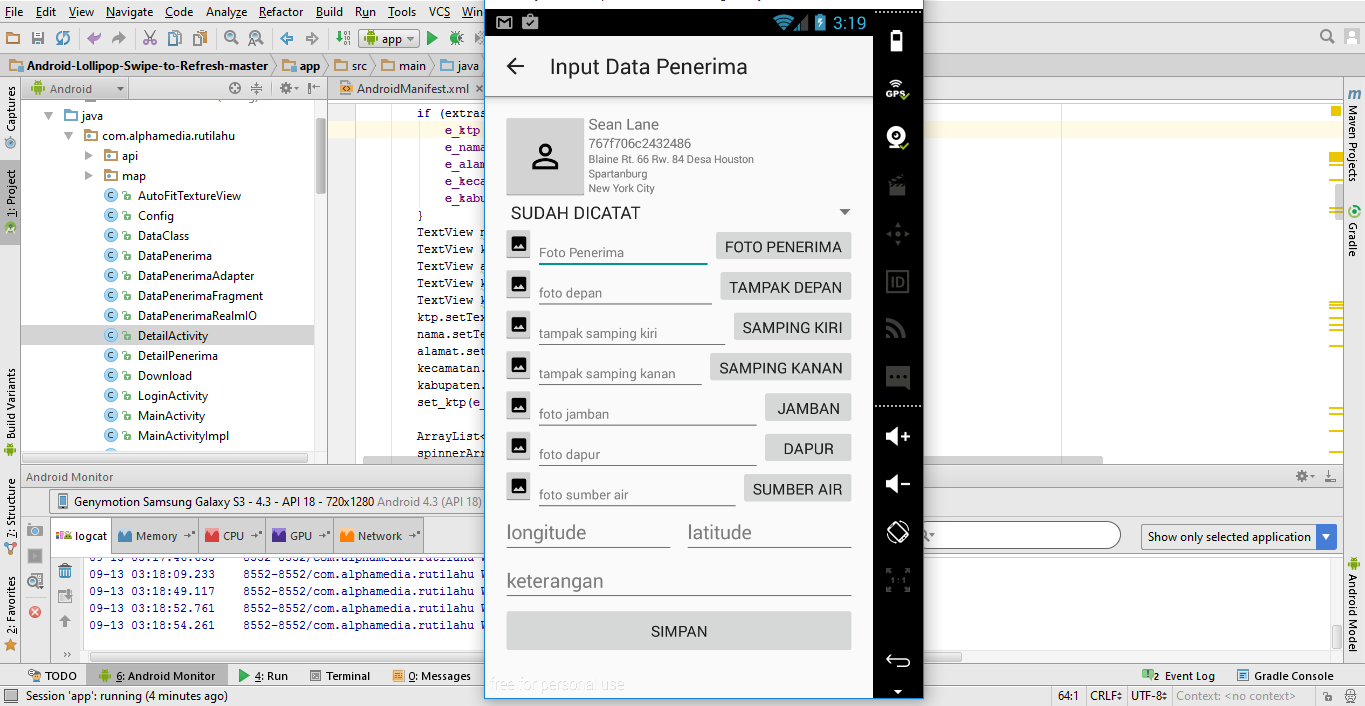 File Edit View Navigate Code Analyze Refactor Build Run Tools VCS Win
app
Android-Lollipop-Swipe-to-Refresh-master app src main java
Android
AndroidManifest.xml
Captures
1: Project
Build Variants
7: Structure
2: Favorites
java
com.alphamedia.rutilahu
api
map
AutoFitTextureView
Config
DataClass
DataPenerima
DataPenerimaAdapter
DataPenerimaFragment
DataPenerimaRealmIO
DetailActivity
DetailPenerima
Download
LoginActivity
MainActivity
MainActivityImpl
if (extras
e_ktp
e_nama
e_alam
e_keca
e_kabu
}
TextView n
TextView k
TextView a
TextView k
TextView k
ktp.setTex
nama.setTe
alamat.set
kecamatan.
kabupaten.
set_ktp(e_
ArrayList<
spinnerArr
3:19
Input Data Penerima
Sean Lane
767f706c2432486
Blaine Rt. 66 Rw. 84 Desa Houston
Spartanburg
New York City
SUDAH DICATAT
Foto Penerima FOTO PENERIMA
foto depan TAMPAK DEPAN
tampak samping kiri SAMPING KIRI
tampak samping kanan SAMPING KANAN
foto jamban JAMBAN
foto dapur DAPUR
foto sumber air SUMBER AIR
longitude latitude
keterangan
SIMPAN
free for personal use
GPS
ID
1:1
Maven Projects
Gradle
Android Model
Android Monitor
Genymotion Samsung Galaxy S3 - 4.3 - API 18 - 720x1280 Android 4.3 (API 18)
logcat Memory CPU GPU Network
Show only selected application
09-13 03:18:09.233 8552-8552/com.alphamedia.rutilahu W
09-13 03:18:49.117 8552-8552/com.alphamedia.rutilahu W
09-13 03:18:52.761 8552-8552/com.alphamedia.rutilahu W
09-13 03:18:54.261 8552-8552/com.alphamedia.rutilahu W
TODO 6: Android Monitor 4: Run Terminal 0: Messages 2 Event Log Gradle Console
Session 'app': running (4 minutes ago) 64:1 CRLF UTF-8 Context: <no context>